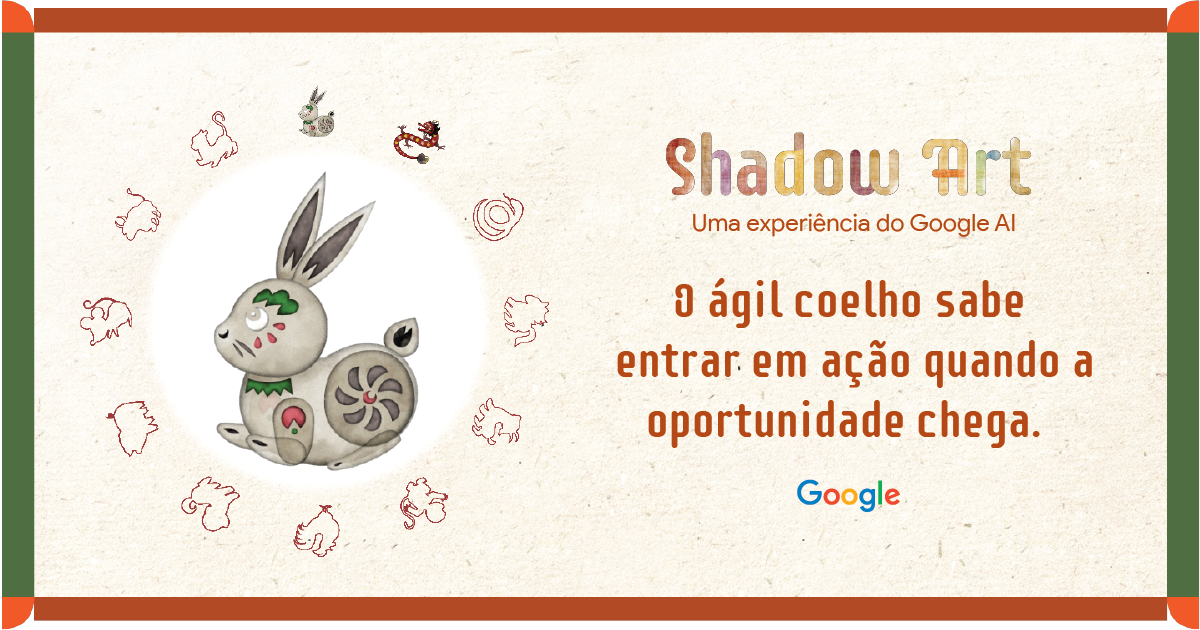 Shadow Art
Uma experiência do Google AI
O ágil coelho sabe
entrar em ação quando a
oportunidade chega.
Google